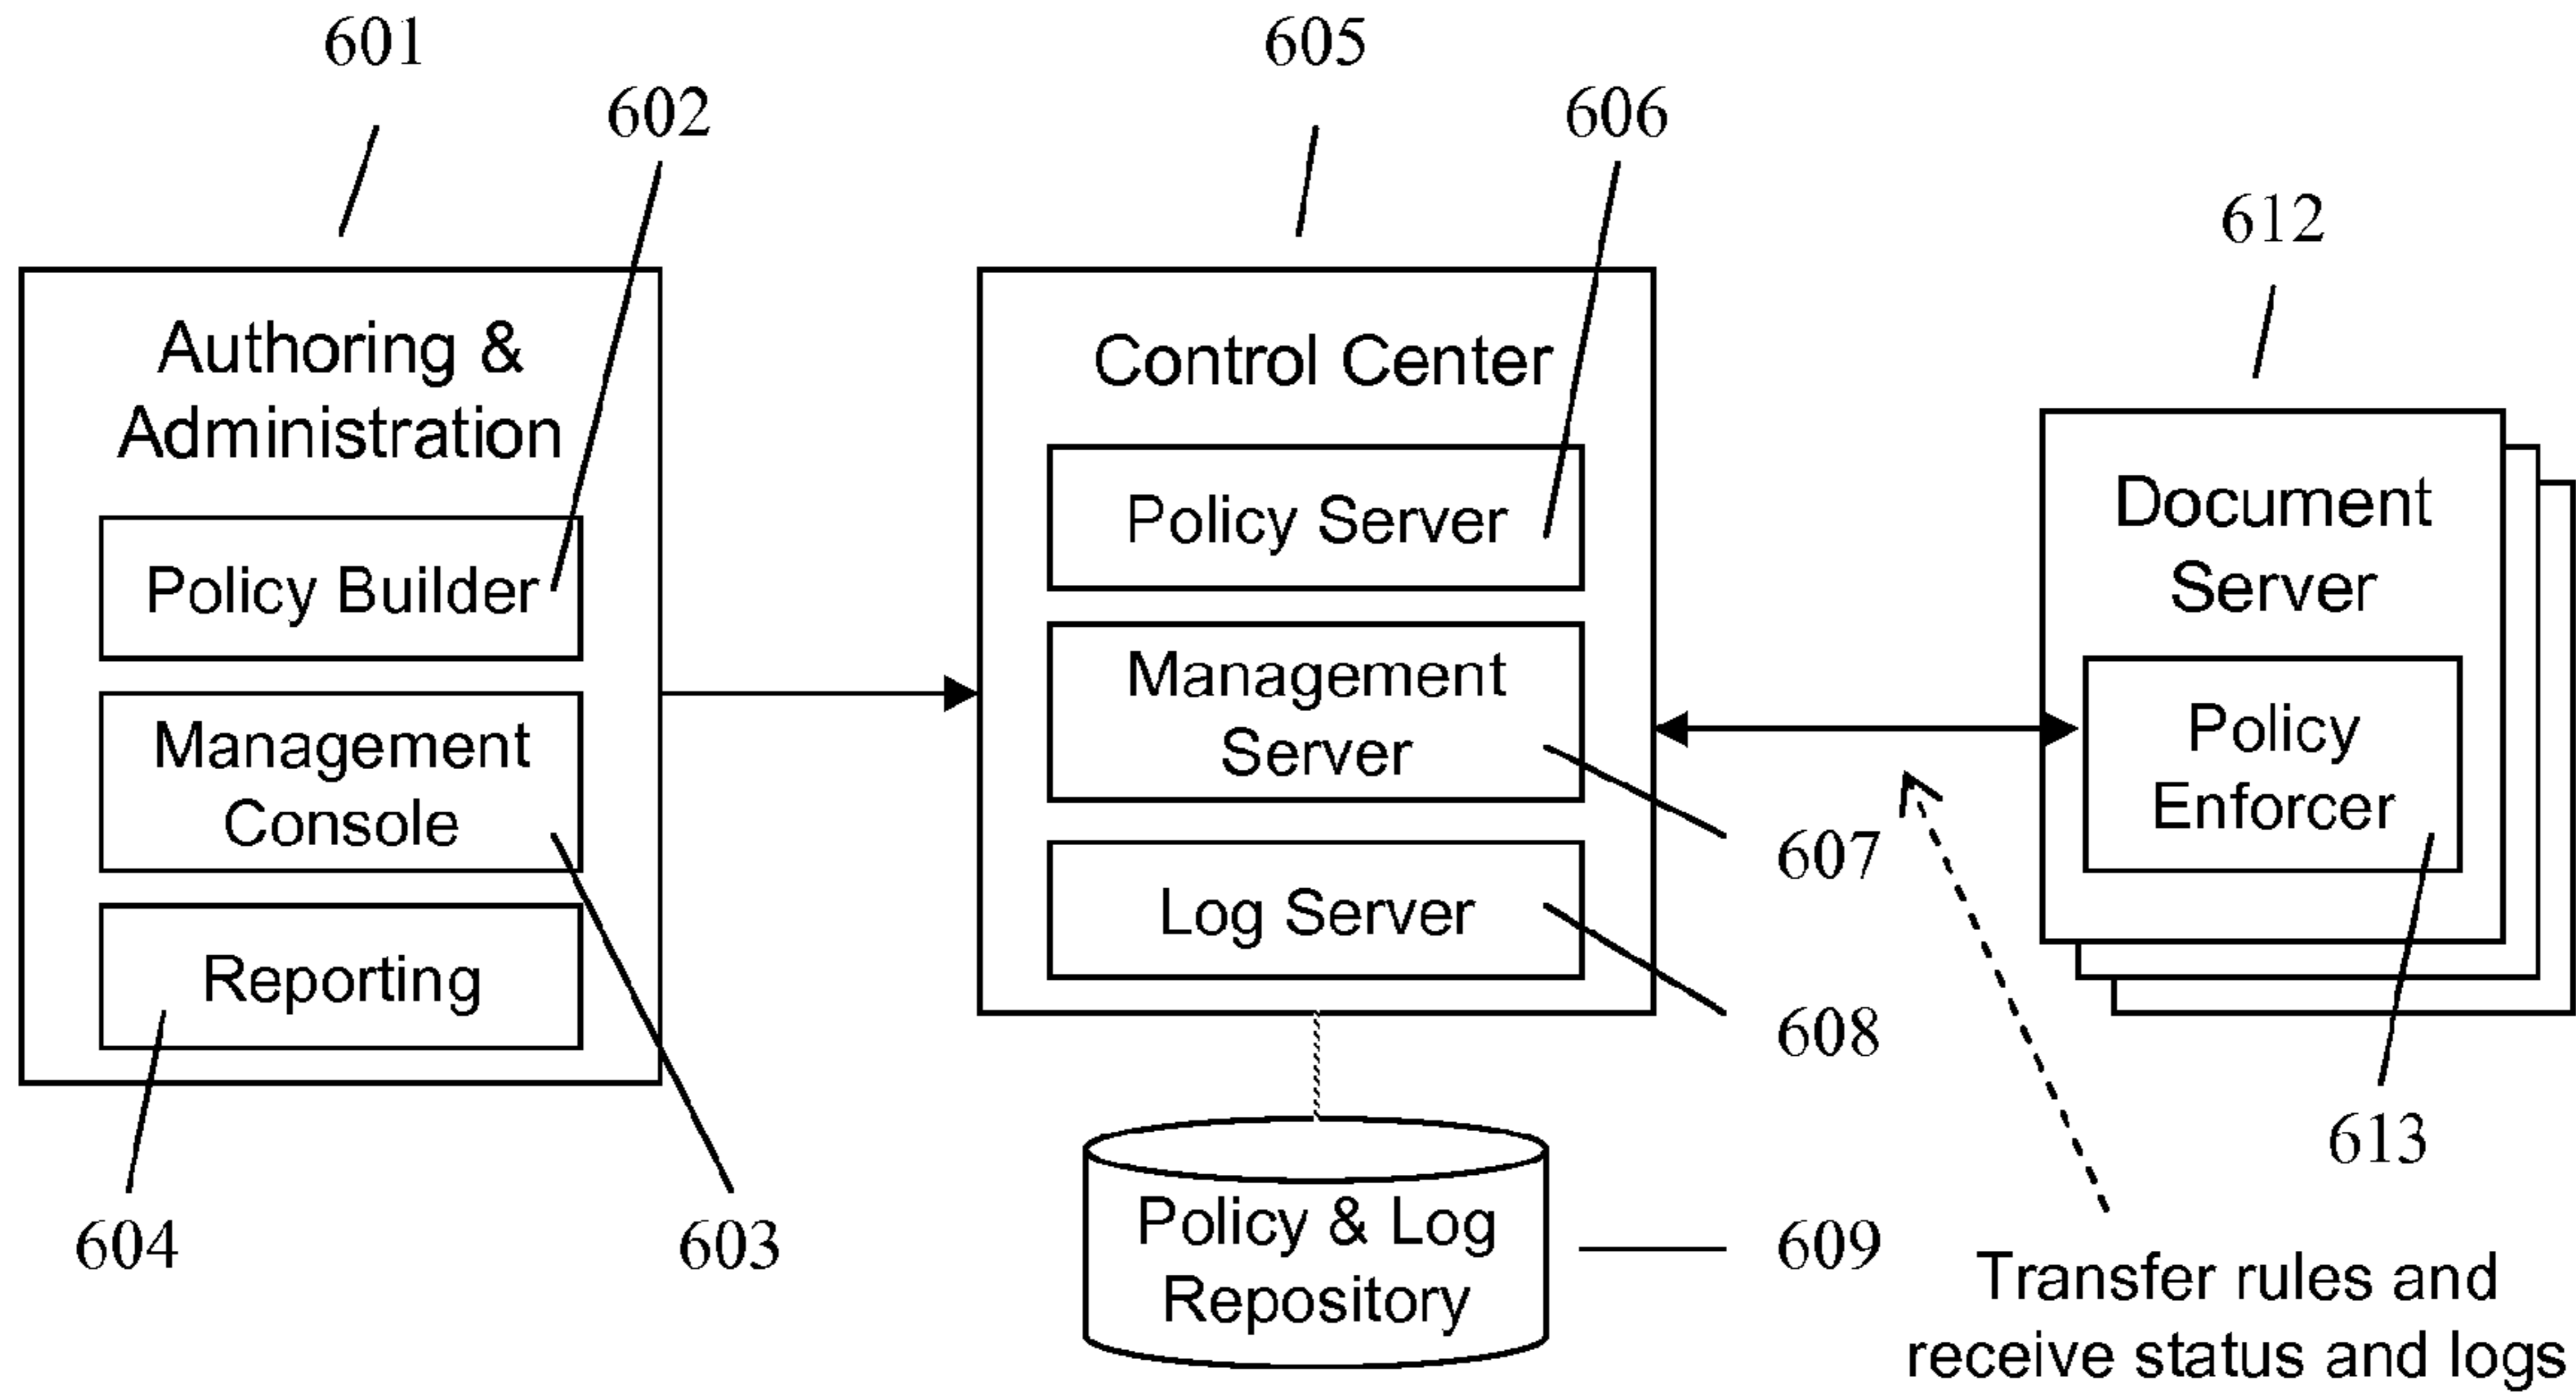 601
602
605
606
612
Authoring &
Administration
Policy Builder
Management
Console
Reporting
604
603
Control Center
Policy Server
Management
Server
Log Server
607
608
Policy & Log
Repository
609
Document
Server
Policy
Enforcer
613
Transfer rules and
receive status and logs